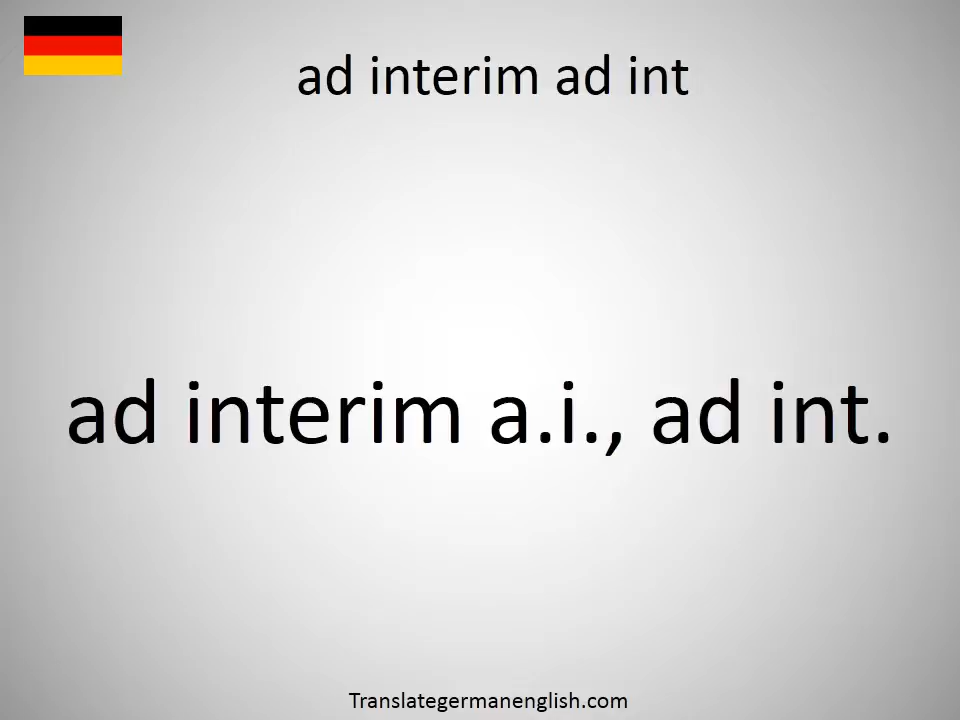 ad interim ad int
ad interim a.i., ad int.
Translategermanenglish.com